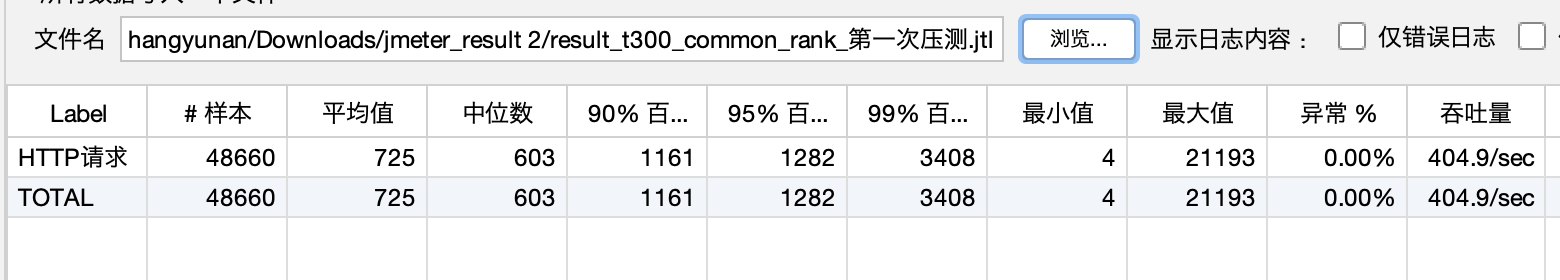 文件名 hangyunan/Downloads/jmeter_result 2/result_t300_common_rank_第一次压测.jtl 浏览... 显示日志内容： 仅错误日志
Label # 样本 平均值 中位数 90% 百... 95% 百... 99% 百... 最小值 最大值 异常 % 吞吐量
HTTP请求 48660 725 603 1161 1282 3408 4 21193 0.00% 404.9/sec
TOTAL 48660 725 603 1161 1282 3408 4 21193 0.00% 404.9/sec